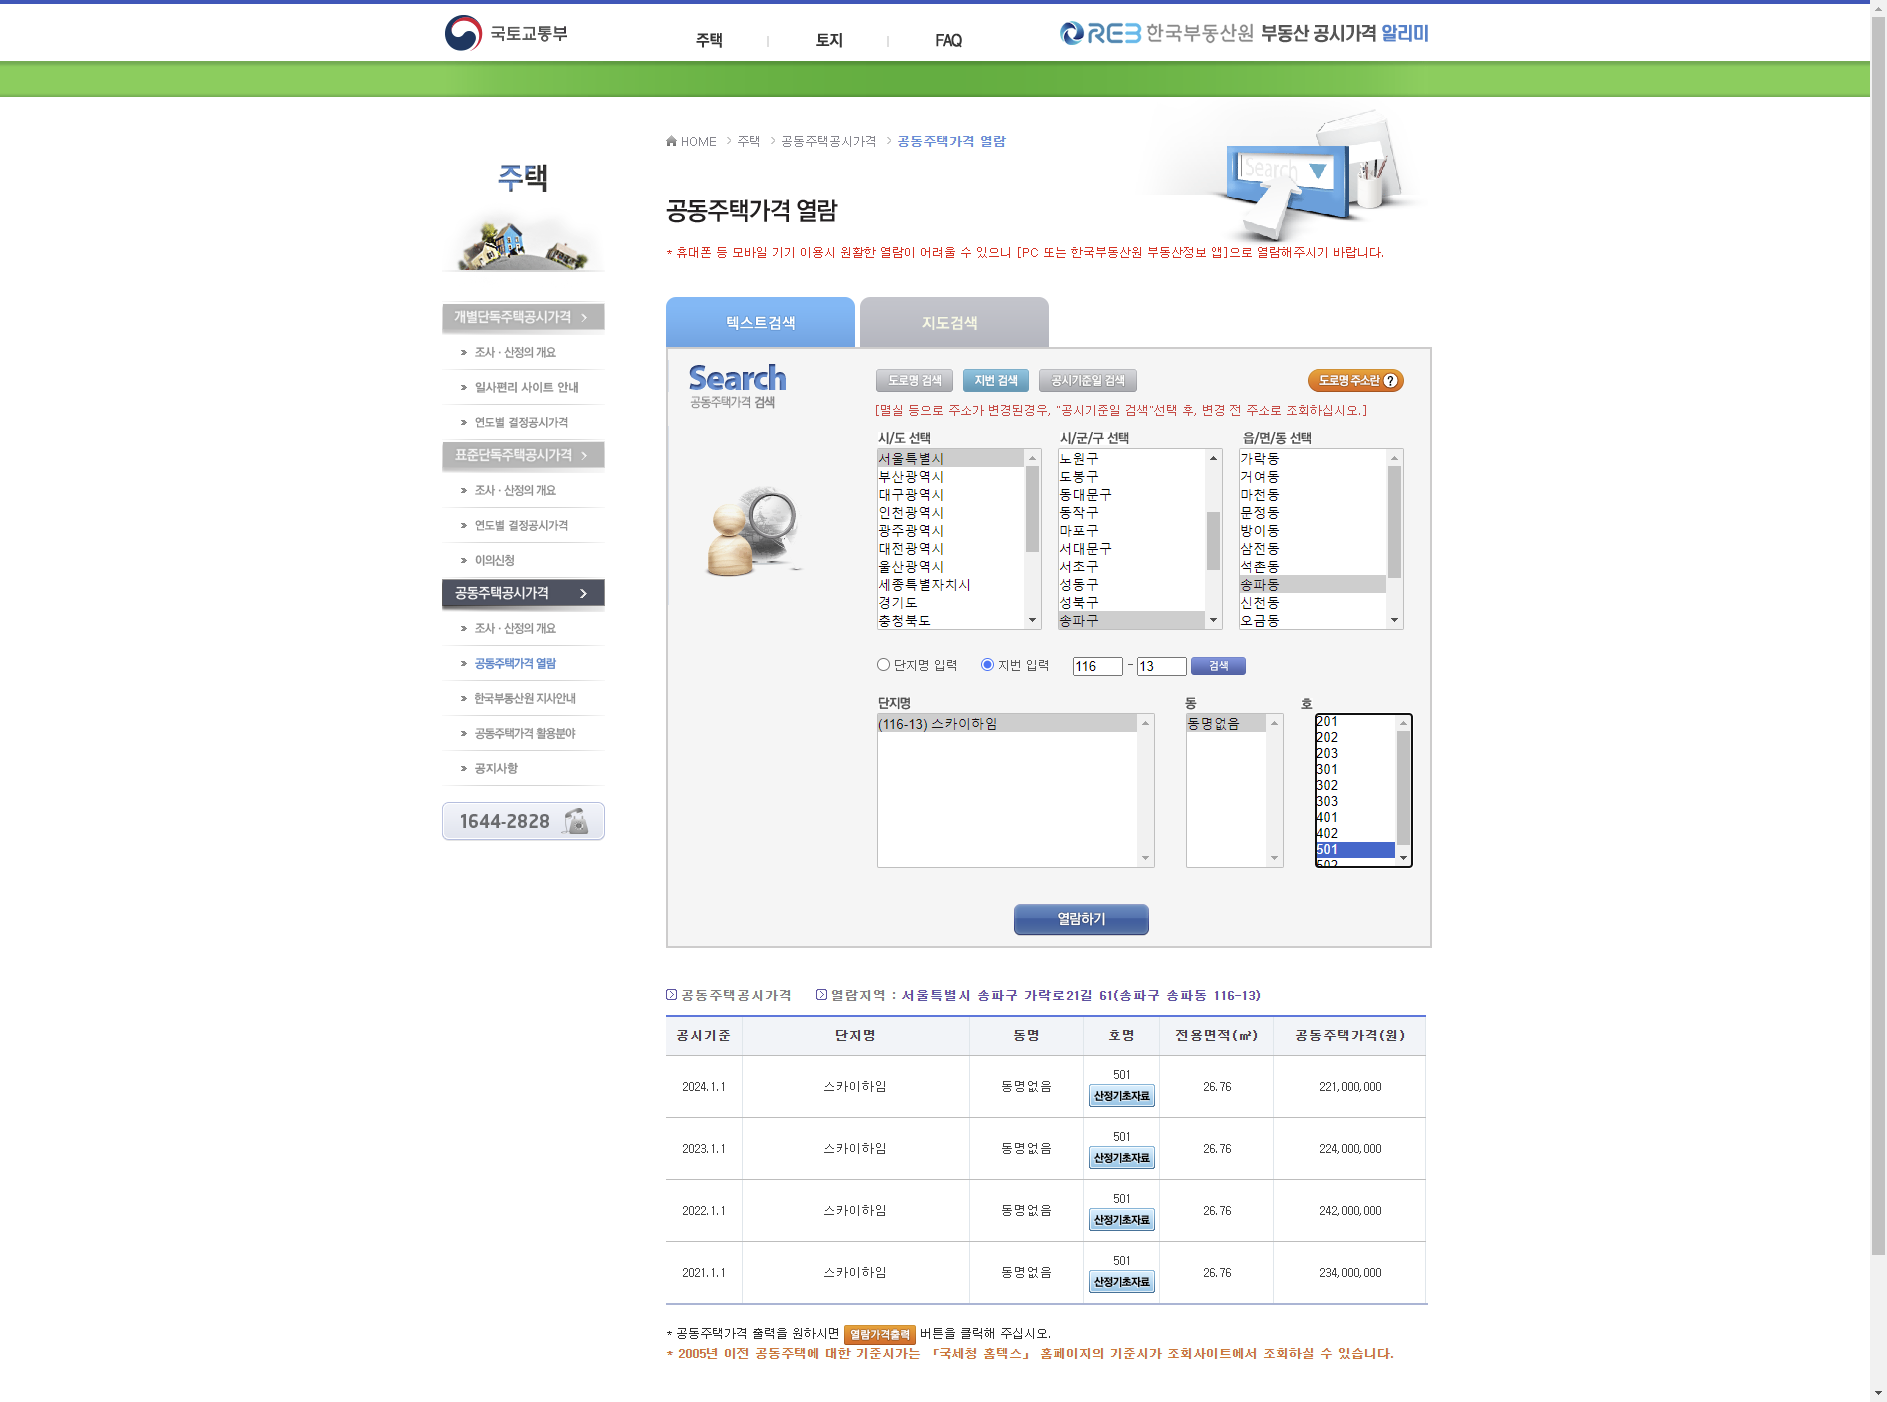 국토교통부
주택
토지
FAQ
REB 한국부동산원 부동산 공시가격 알리미
HOME 주택 공동주택공시가격 공동주택가격 열람
주택
공동주택가격 열람
* 휴대폰 등 모바일 기기 이용시 원활한 열람이 어려울 수 있으니 [PC 또는 한국부동산원 부동산정보 앱]으로 열람해주시기 바랍니다.
개별단독주택공시가격
조사·산정의 개요
일사편리 사이트 안내
연도별 결정공시가격
표준단독주택공시가격
조사·산정의 개요
연도별 결정공시가격
이의신청
공동주택공시가격
조사·산정의 개요
공동주택가격 열람
한국부동산원 지사안내
공동주택가격 활용분야
공지사항
1644-2828
텍스트검색
지도검색
Search
공동주택가격 검색
Search
도로명 검색
지번 검색
공시기준일 검색
도로명 주소란 ?
[멸실 등으로 주소가 변경된경우, "공시기준일 검색"선택 후, 변경 전 주소로 조회하십시오.]
시/도 선택
서울특별시
부산광역시
대구광역시
인천광역시
광주광역시
대전광역시
울산광역시
세종특별자치시
경기도
충청북도
시/군/구 선택
노원구
도봉구
동대문구
동작구
마포구
서대문구
서초구
성동구
성북구
송파구
읍/면/동 선택
가락동
거여동
마천동
문정동
방이동
삼전동
석촌동
송파동
신천동
오금동
단지명 입력
지번 입력
116 - 13
검색
단지명
(116-13) 스카이하임
동
동명없음
호
201
202
203
301
302
303
401
402
501
502
열람하기
공동주택공시가격
열람지역 : 서울특별시 송파구 가락로21길 61(송파구 송파동 116-13)
공시기준 단지명 동명 호명 전용면적(㎡) 공동주택가격(원)
2024.1.1 스카이하임 동명없음 501 산정기초자료 26.76 221,000,000
2023.1.1 스카이하임 동명없음 501 산정기초자료 26.76 224,000,000
2022.1.1 스카이하임 동명없음 501 산정기초자료 26.76 242,000,000
2021.1.1 스카이하임 동명없음 501 산정기초자료 26.76 234,000,000
* 공동주택가격 출력을 원하시면 열람가격출력 버튼을 클릭해 주십시오.
* 2005년 이전 공동주택에 대한 기준시가는 「국세청 홈텍스」 홈페이지의 기준시가 조회사이트에서 조회하실 수 있습니다.